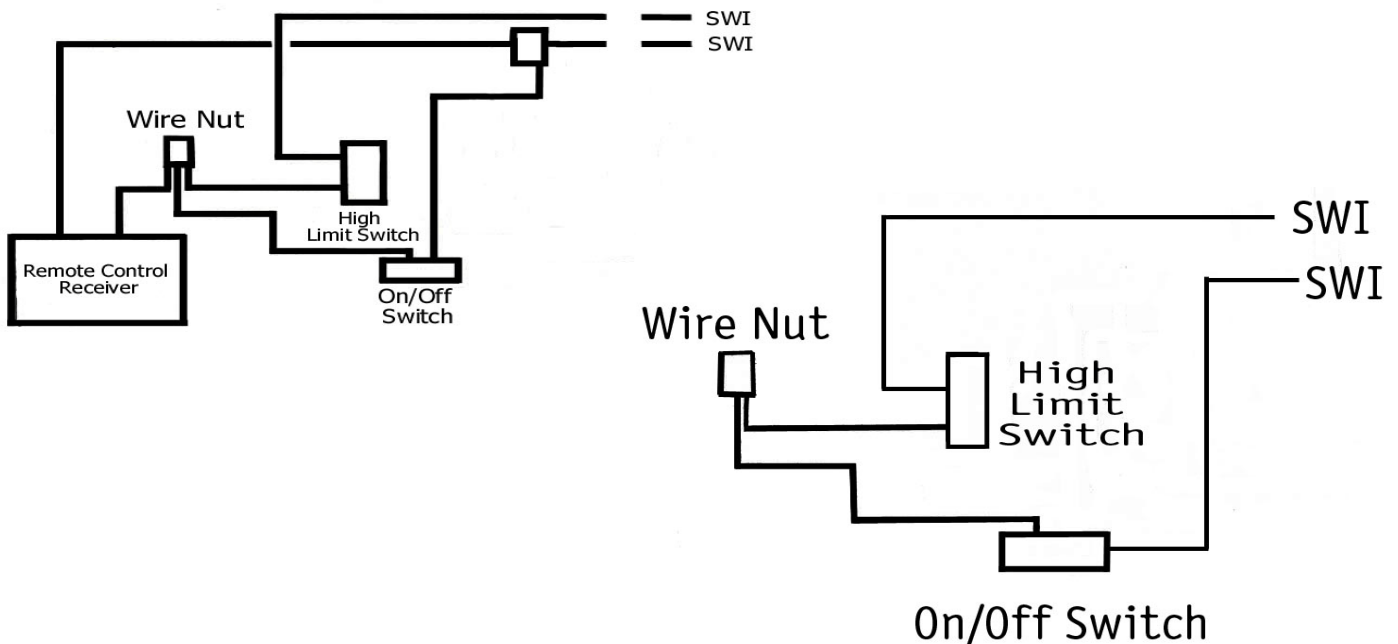 SWI
SWI
Wire Nut
High
Limit Switch
Remote Control
Receiver
On/Off
Switch
SWI
SWI
Wire Nut
High
Limit
Switch
On/Off Switch